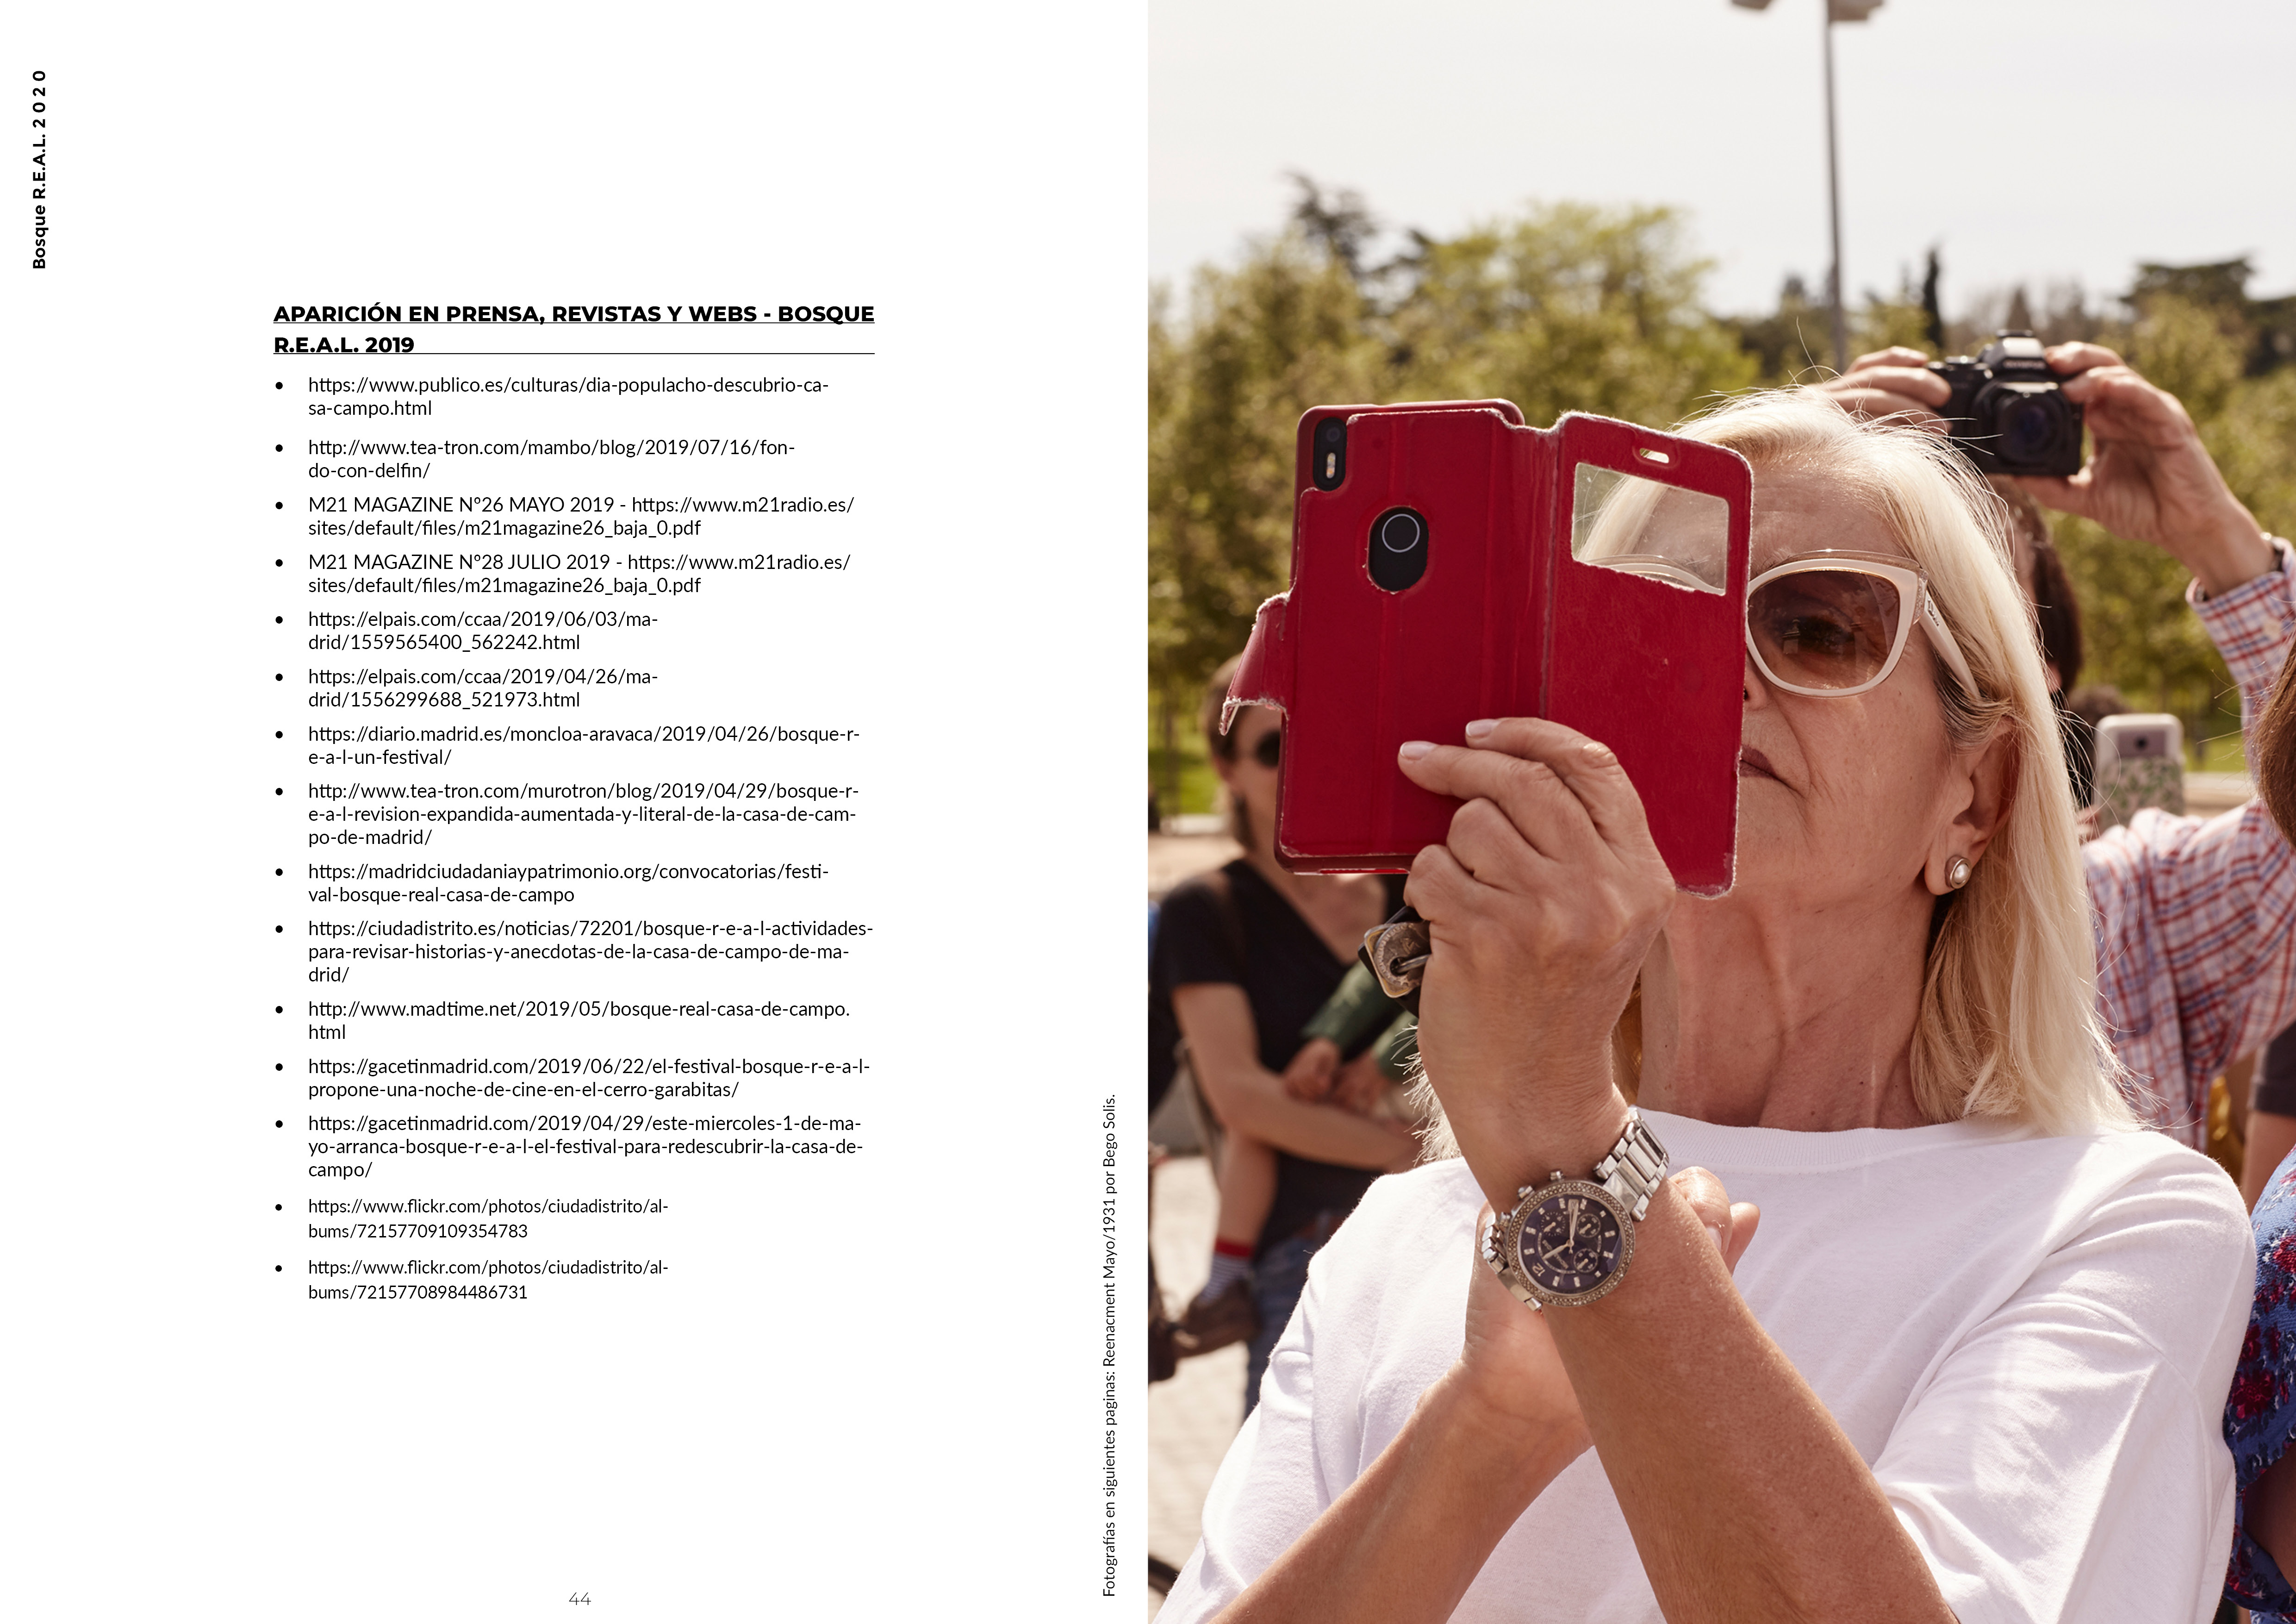 Bosque R.E.A.L. 2 0 2 0
APARICIÓN EN PRENSA, REVISTAS Y WEBS - BOSQUE
R.E.A.L. 2019
• https://www.publico.es/culturas/dia-populacho-descubrio-ca-
sa-campo.html
• http://www.tea-tron.com/mambo/blog/2019/07/16/fon-
do-con-delfin/
• M21 MAGAZINE Nº26 MAYO 2019 - https://www.m21radio.es/
sites/default/files/m21magazine26_baja_0.pdf
• M21 MAGAZINE Nº28 JULIO 2019 - https://www.m21radio.es/
sites/default/files/m21magazine26_baja_0.pdf
• https://elpais.com/ccaa/2019/06/03/ma-
drid/1559565400_562242.html
• https://elpais.com/ccaa/2019/04/26/ma-
drid/1556299688_521973.html
• https://diario.madrid.es/moncloa-aravaca/2019/04/26/bosque-r-
e-a-l-un-festival/
• http://www.tea-tron.com/murotron/blog/2019/04/29/bosque-r-
e-a-l-revision-expandida-aumentada-y-literal-de-la-casa-de-cam-
po-de-madrid/
• https://madridciudadaniaypatrimonio.org/convocatorias/festi-
val-bosque-real-casa-de-campo
• https://ciudadistrito.es/noticias/72201/bosque-r-e-a-l-actividades-
para-revisar-historias-y-anecdotas-de-la-casa-de-campo-de-ma-
drid/
• http://www.madtime.net/2019/05/bosque-real-casa-de-campo.
html
• https://gacetinmadrid.com/2019/06/22/el-festival-bosque-r-e-a-l-
propone-una-noche-de-cine-en-el-cerro-garabitas/
• https://gacetinmadrid.com/2019/04/29/este-miercoles-1-de-ma-
yo-arranca-bosque-r-e-a-l-el-festival-para-redescubrir-la-casa-de-
campo/
• https://www.flickr.com/photos/ciudadistrito/al-
bums/72157709109354783
• https://www.flickr.com/photos/ciudadistrito/al-
bums/72157708984486731
Fotografías en siguientes paginas: Reenacment Mayo/1931 por Bego Solis.
44